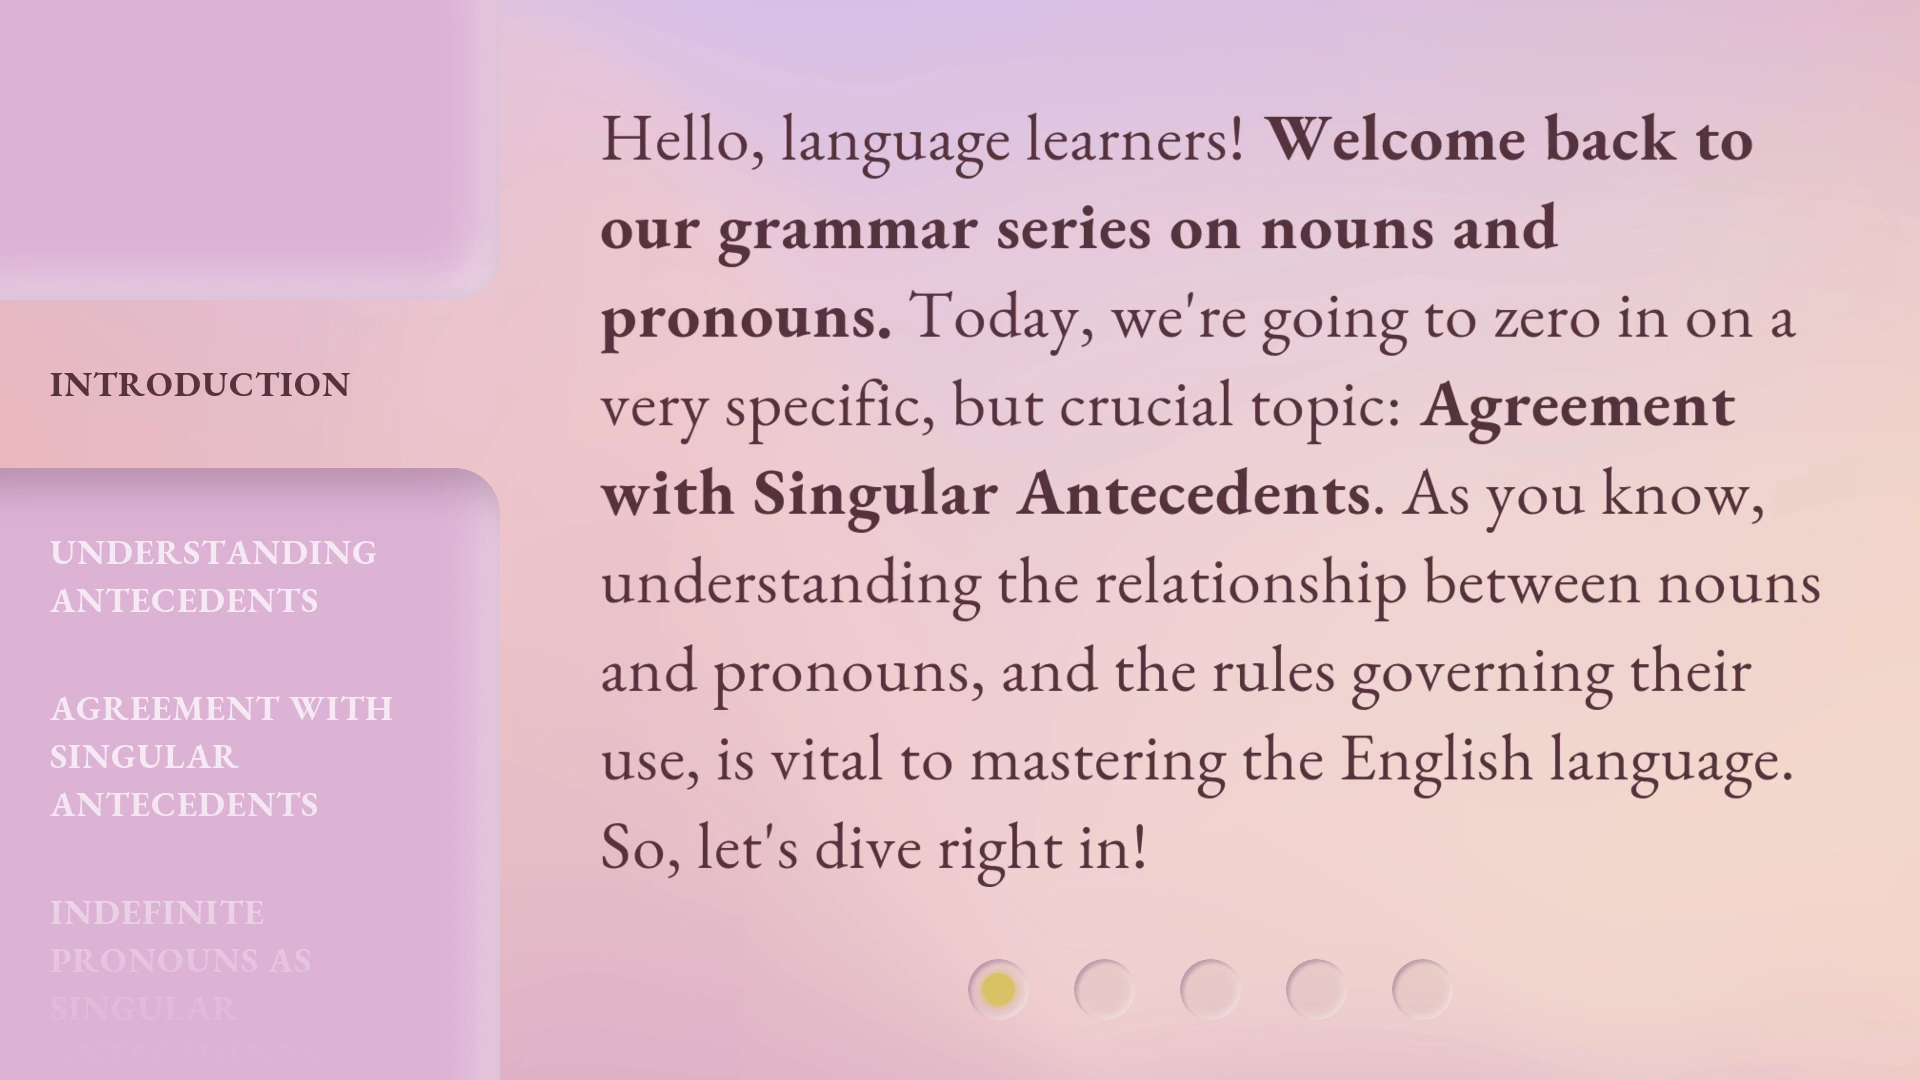 INTRODUCTION
UNDERSTANDING
ANTECEDENTS
AGREEMENT WITH
SINGULAR
ANTECEDENTS
INDEFINITE
PRONOUNS AS
SINGULAR
ANTECEDENTS
Hello, language learners! Welcome back to
our grammar series on nouns and
pronouns. Today, we're going to zero in on a
very specific, but crucial topic: Agreement
with Singular Antecedents. As you know,
understanding the relationship between nouns
and pronouns, and the rules governing their
use, is vital to mastering the English language.
So, let's dive right in!